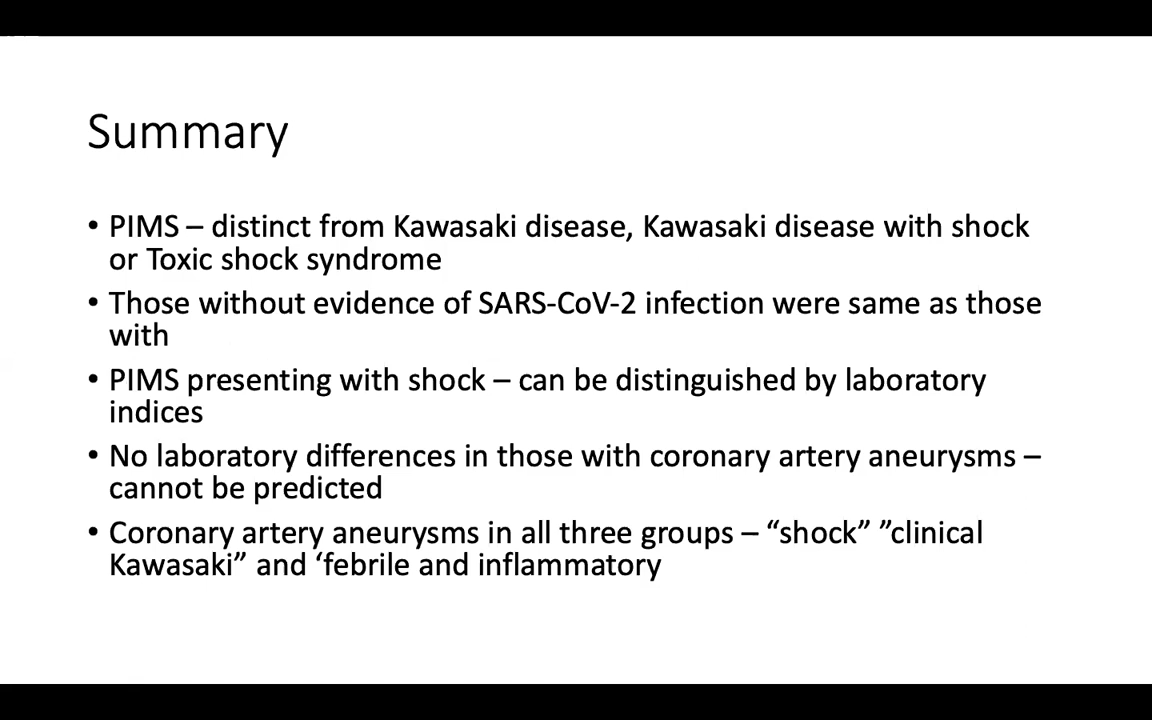 Summary
• PIMS – distinct from Kawasaki disease, Kawasaki disease with shock
or Toxic shock syndrome
• Those without evidence of SARS-CoV-2 infection were same as those
with
• PIMS presenting with shock – can be distinguished by laboratory
indices
• No laboratory differences in those with coronary artery aneurysms –
cannot be predicted
• Coronary artery aneurysms in all three groups – “shock” ”clinical
Kawasaki” and ‘febrile and inflammatory